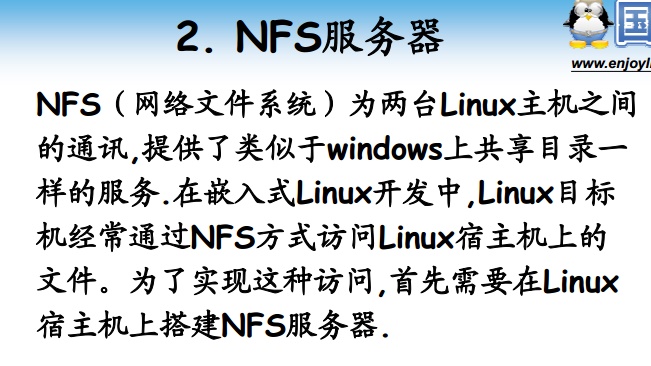 2. NFS服务器
国
www.enjoyli
NFS（网络文件系统）为两台Linux主机之间
的通讯,提供了类似于windows上共享目录一
样的服务.在嵌入式Linux开发中,Linux目标
机经常通过NFS方式访问Linux宿主机上的
文件。为了实现这种访问,首先需要在Linux
宿主机上搭建NFS服务器.